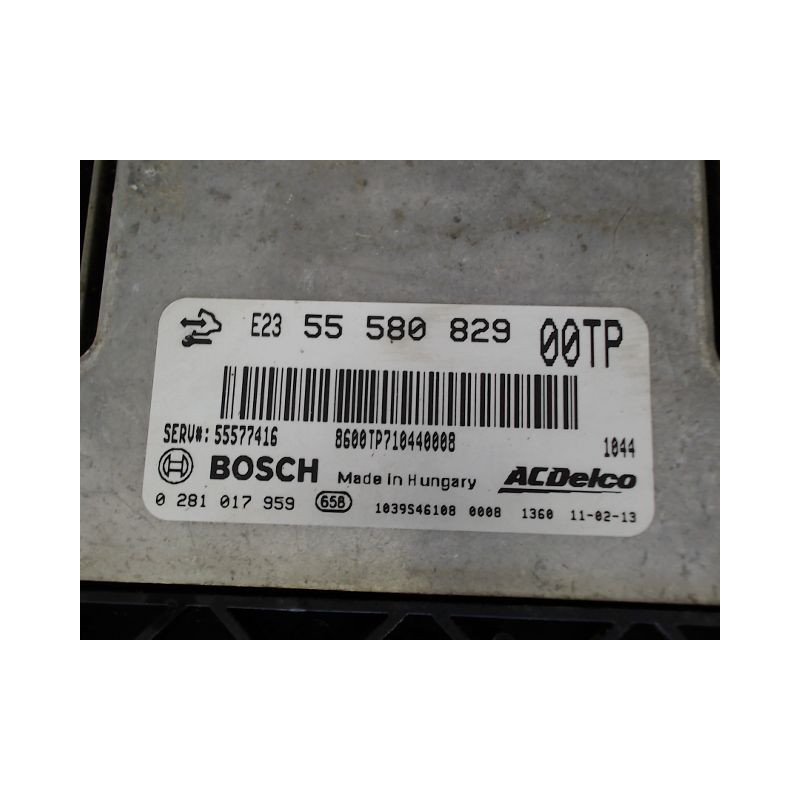 E23 55 580 829 00TP
SERV#: 55577416 8600TP710440008 1044
BOSCH Made in Hungary ACDelco
0 281 017 959 658 1039S46108 0008 1360 11-02-13